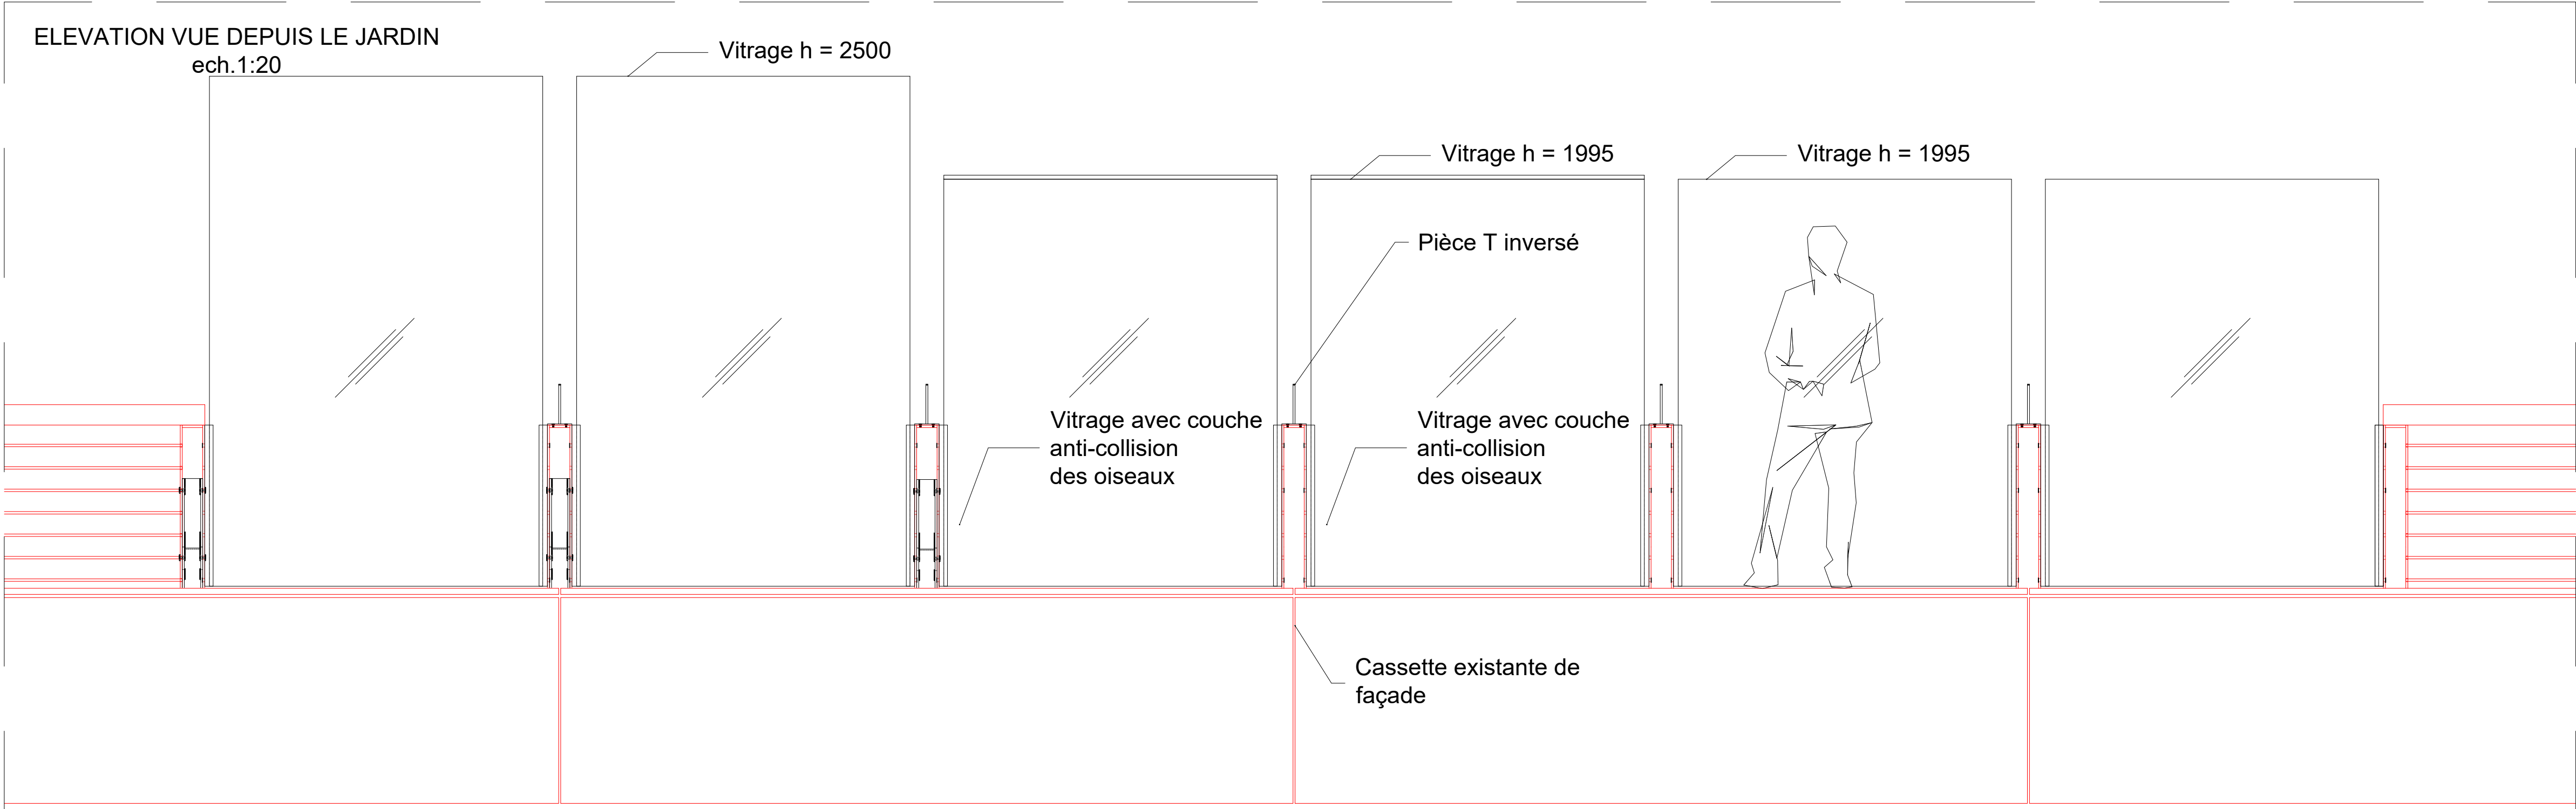 ELEVATION VUE DEPUIS LE JARDIN
ech.1:20
Vitrage h = 2500
Vitrage h = 1995
Vitrage h = 1995
Pièce T inversé
Vitrage avec couche
anti-collision
des oiseaux
Vitrage avec couche
anti-collision
des oiseaux
Cassette existante de
façade